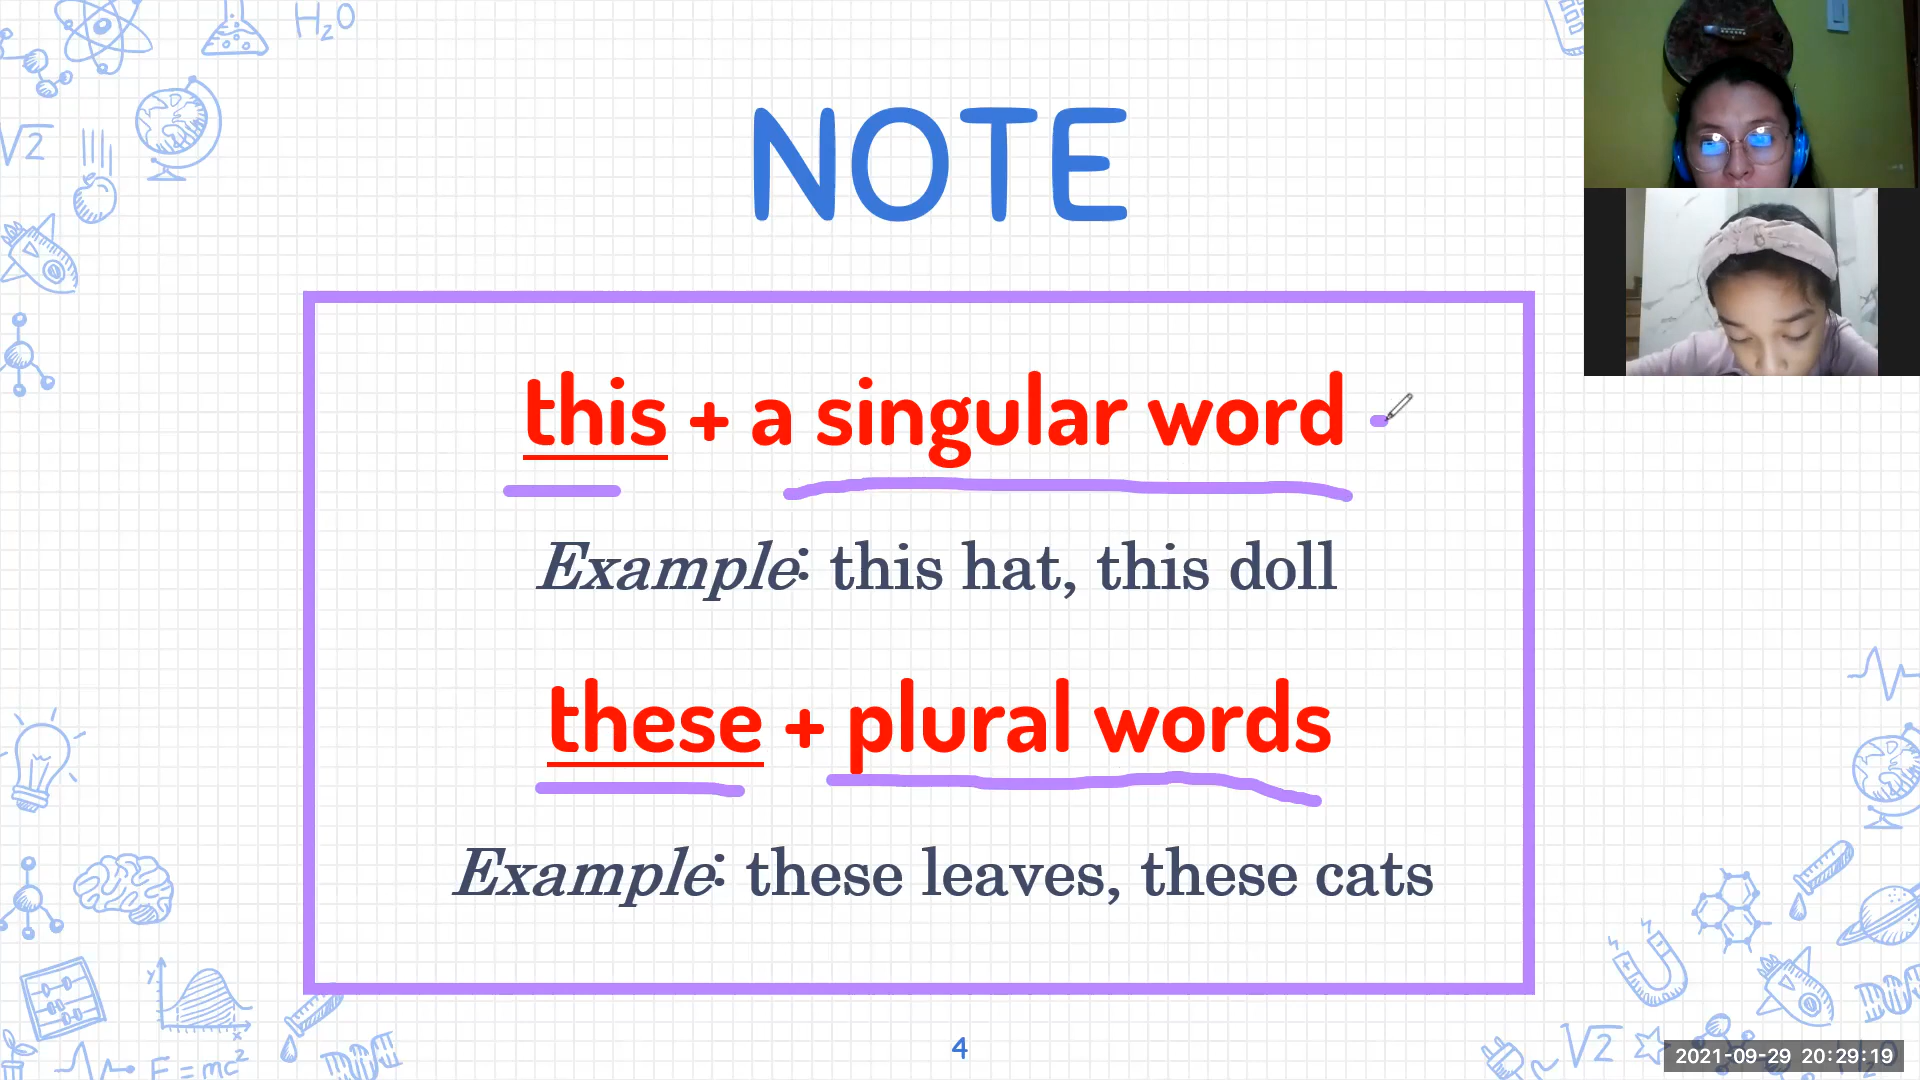 H₂O
√2
NOTE
this + a singular word
Example: this hat, this doll
these + plural words
Example: these leaves, these cats
y
x
F = mc²
4
√2
2021-09-29 20:29:19